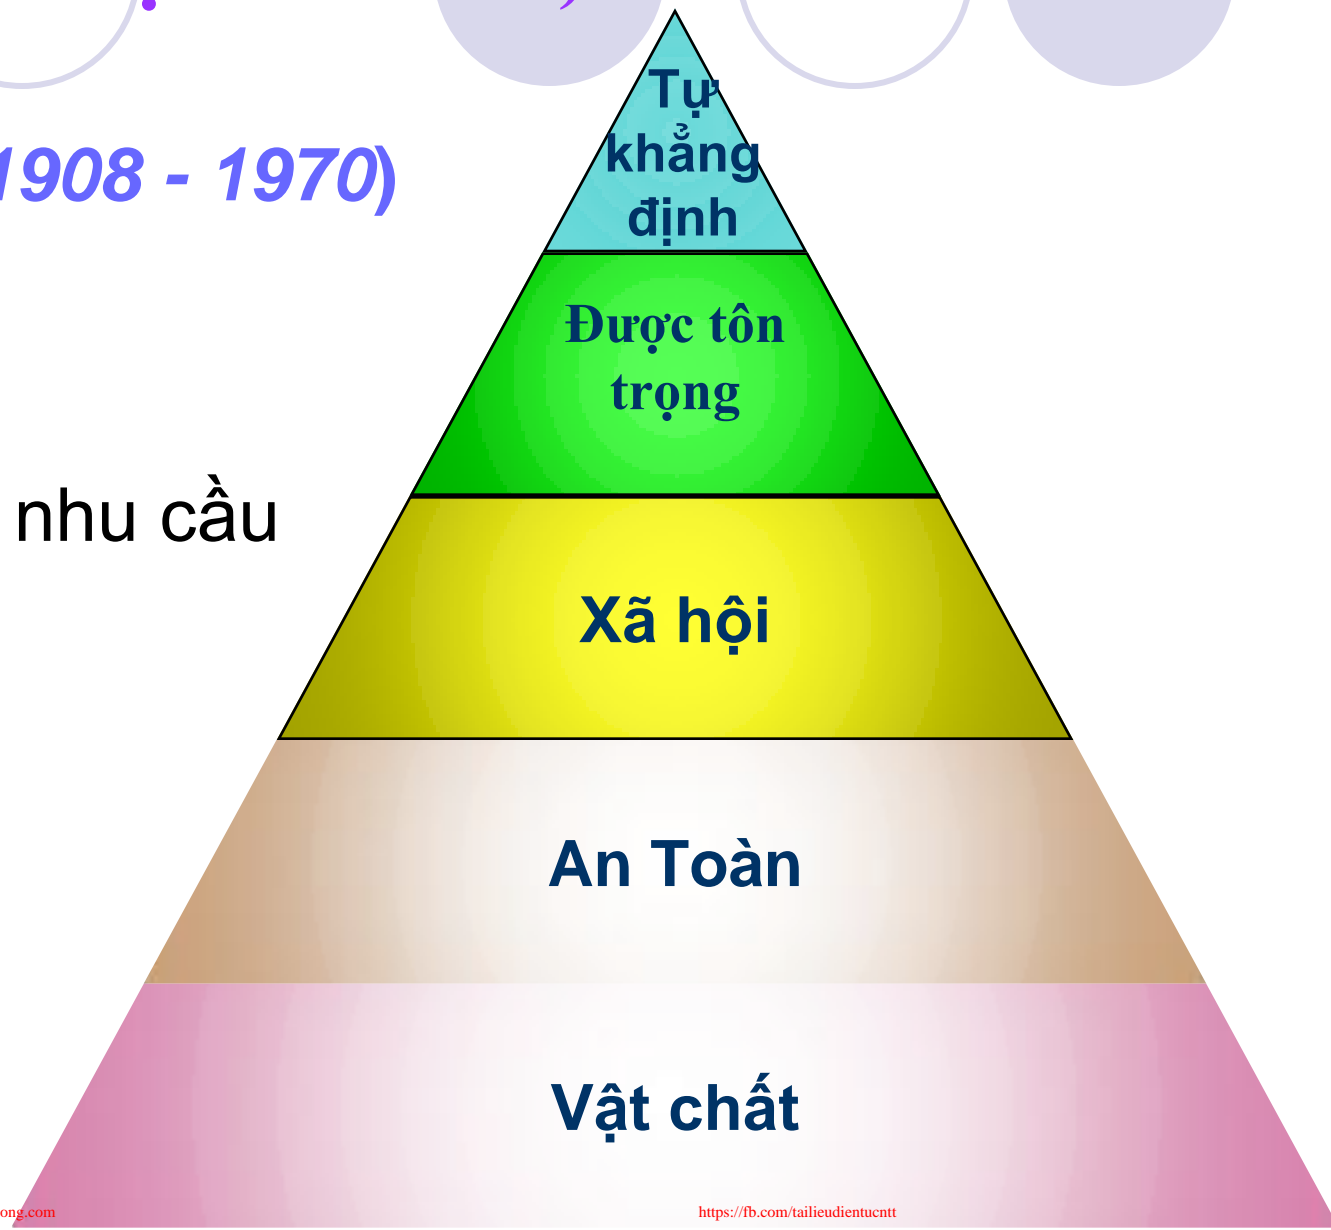 1908 - 1970)
nhu cầu
Tự
khẳng
định
Được tôn
trọng
Xã hội
An Toàn
Vật chất
ong.com
https://fb.com/tailieudientucntt